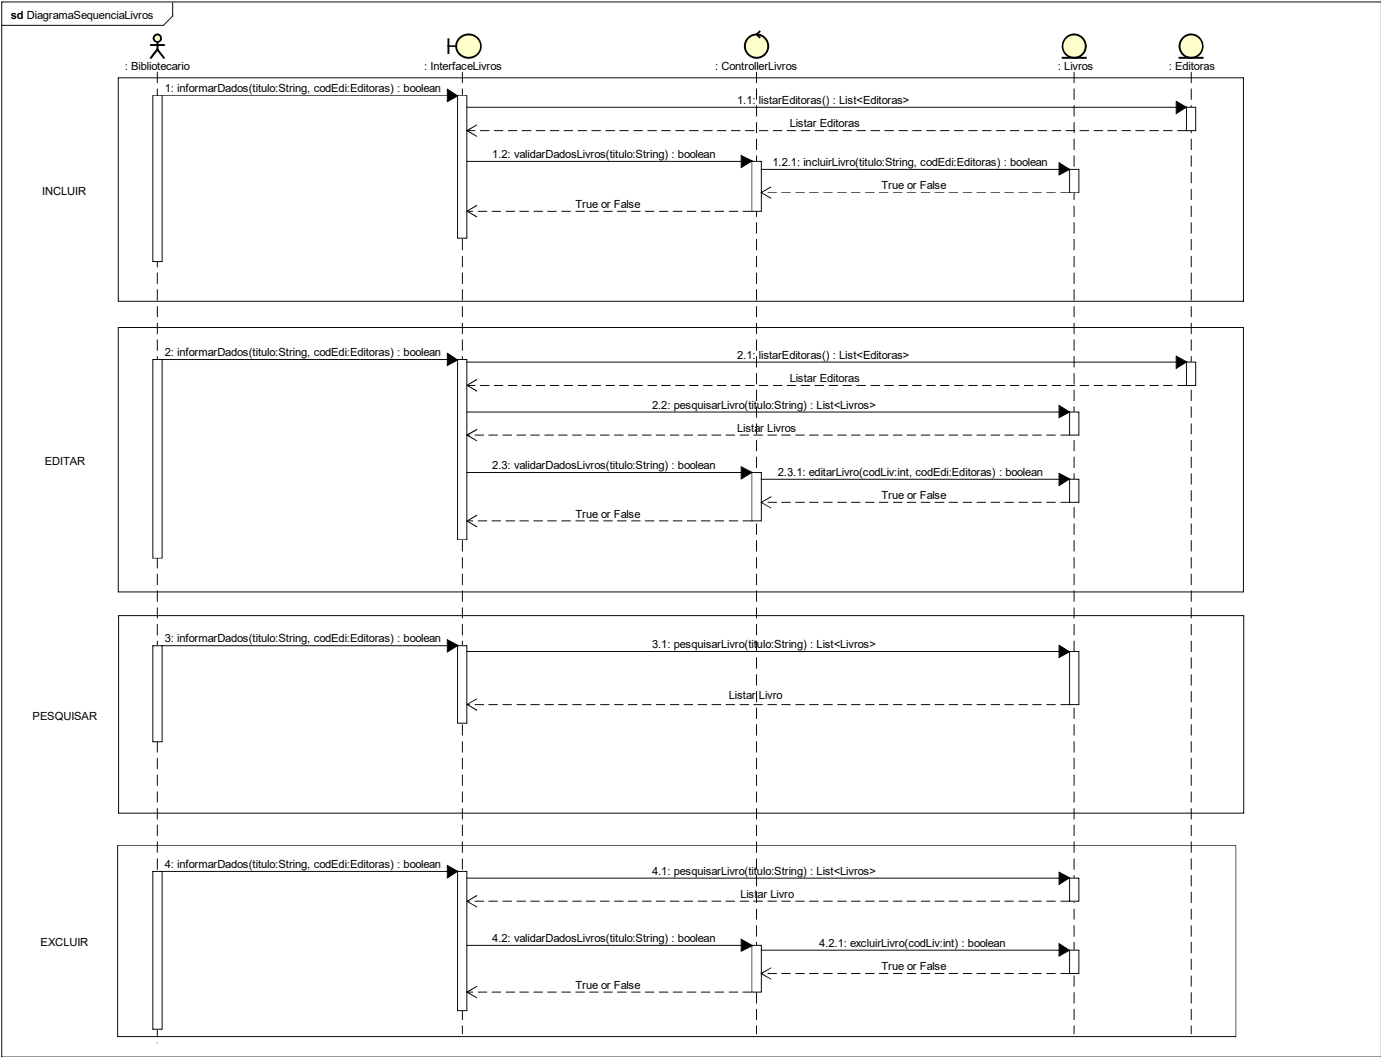 sd DiagramaSequenciaLivros
: Bibliotecario
: InterfaceLivros
: ControllerLivros
: Livros
: Editoras
INCLUIR
1: informarDados(titulo:String, codEdi:Editoras) : boolean
1.1: listarEditoras() : List<Editoras>
Listar Editoras
1.2: validarDadosLivros(titulo:String) : boolean
1.2.1: incluirLivro(titulo:String, codEdi:Editoras) : boolean
True or False
True or False
EDITAR
2: informarDados(titulo:String, codEdi:Editoras) : boolean
2.1: listarEditoras() : List<Editoras>
Listar Editoras
2.2: pesquisarLivro(titulo:String) : List<Livros>
Listar Livros
2.3: validarDadosLivros(titulo:String) : boolean
2.3.1: editarLivro(codLiv:int, codEdi:Editoras) : boolean
True or False
True or False
PESQUISAR
3: informarDados(titulo:String, codEdi:Editoras) : boolean
3.1: pesquisarLivro(titulo:String) : List<Livros>
Listar Livro
EXCLUIR
4: informarDados(titulo:String, codEdi:Editoras) : boolean
4.1: pesquisarLivro(titulo:String) : List<Livros>
Listar Livro
4.2: validarDadosLivros(titulo:String) : boolean
4.2.1: excluirLivro(codLiv:int) : boolean
True or False
True or False